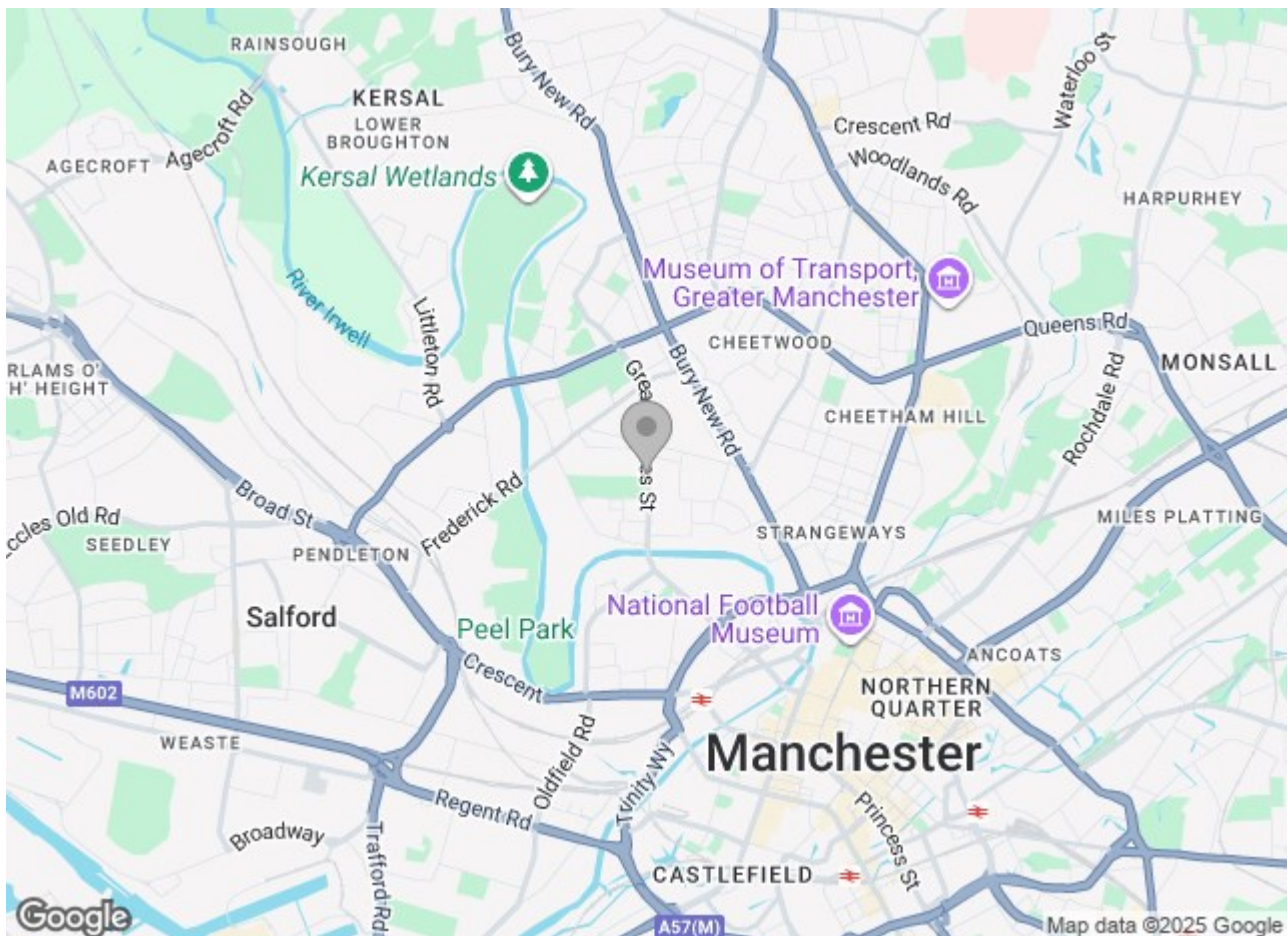 RAINSOUGH
KERSAL
LOWER
BROUGHTON
Bury New Rd
Agecroft Rd
AGECROFT
Kersal Wetlands
Crescent Rd
Woodlands Rd
Waterloo St
HARPURHEY
River Irwell
Littleton Rd
Museum of Transport,
Greater Manchester
CHEETWOOD
Queens Rd
MONSALL
RLAMS O'
TH' HEIGHT
Bury New Rd
CHEETHAM HILL
Rochdale Rd
Broad St
Frederick Rd
Eccles Old Rd
SEEDLEY
PENDLETON
STRANGEWAYS
MILES PLATTING
Salford
Peel Park
National Football
Museum
Crescent
ANCOATS
NORTHERN
QUARTER
M602
WEASTE
Oldfield Rd
Trinity Wy
Manchester
Regent Rd
Broadway
Trafford Rd
Princess St
CASTLEFIELD
A57(M)
Google
Map data ©2025 Google